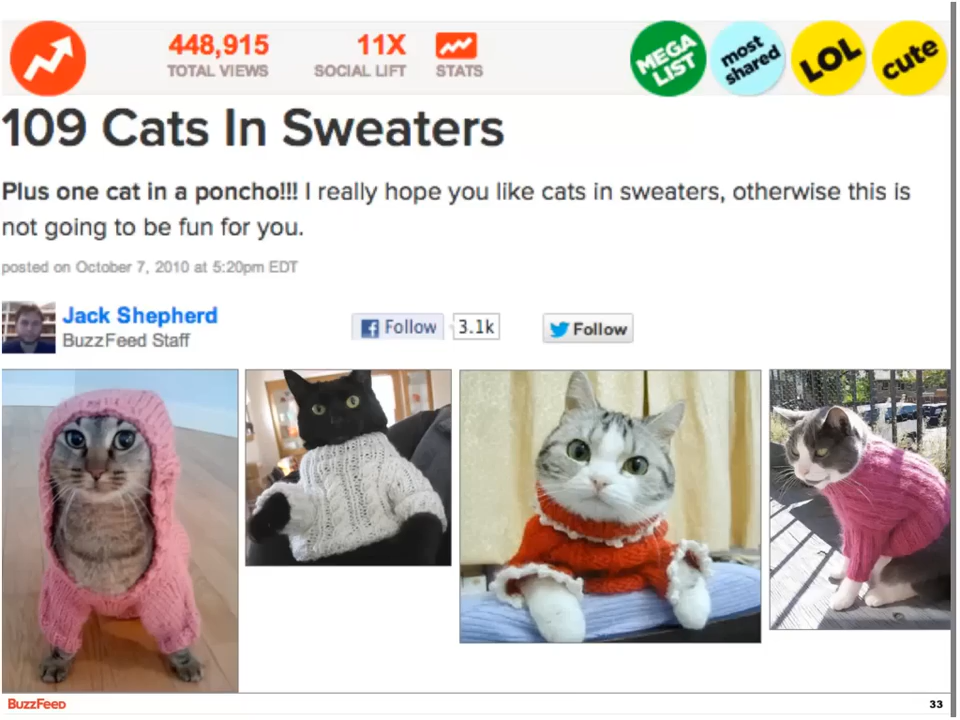 448,915
TOTAL VIEWS
11X
SOCIAL LIFT
STATS
MEGA
LIST
most
shared
LOL
cute
109 Cats In Sweaters
Plus one cat in a poncho!!! I really hope you like cats in sweaters, otherwise this is
not going to be fun for you.
posted on October 7, 2010 at 5:20pm EDT
Jack Shepherd
BuzzFeed Staff
Follow 3.1k
Follow
BuzzFeed
33